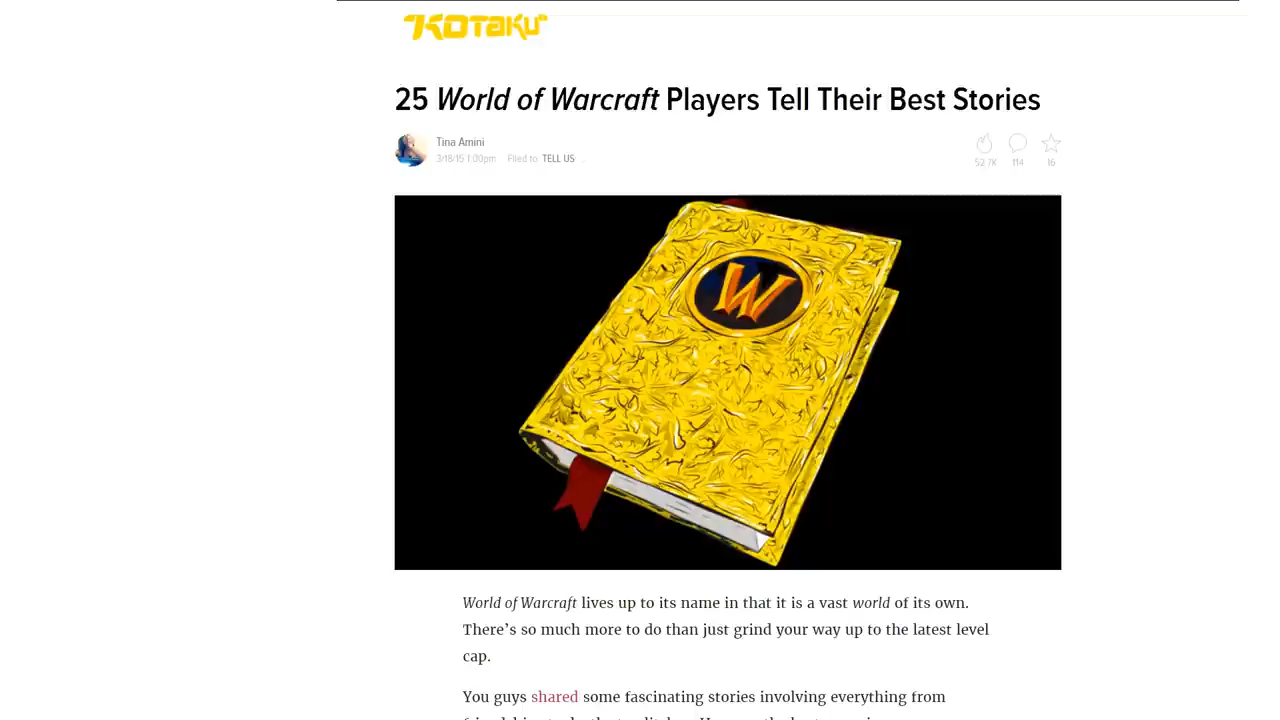 KOTAKU
25 World of Warcraft Players Tell Their Best Stories
Tina Amini
3/18/15 1:00pm Filed to TELL US
52.7K 114 16
W
World of Warcraft lives up to its name in that it is a vast world of its own.
There’s so much more to do than just grind your way up to the latest level
cap.
You guys shared some fascinating stories involving everything from